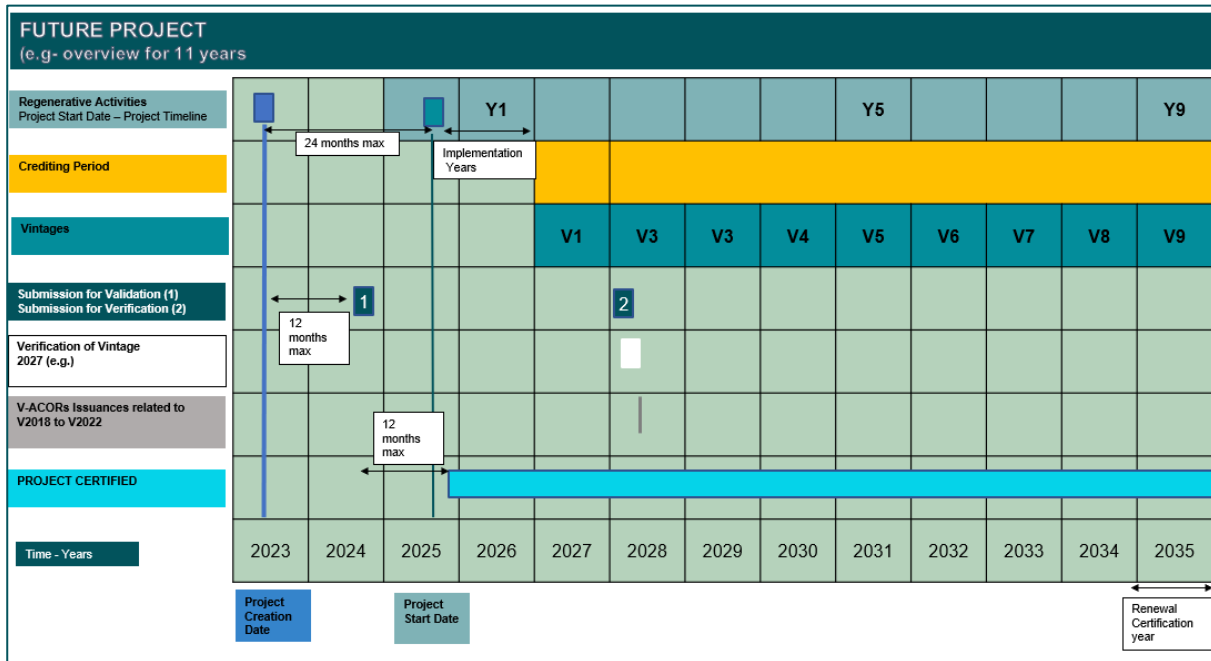 FUTURE PROJECT
(e.g- overview for 11 years
Regenerative Activities
Project Start Date – Project Timeline
Y1
Y5
Y9
24 months max
Implementation
Years
Crediting Period
Vintages
V1
V3
V3
V4
V5
V6
V7
V8
V9
Submission for Validation (1)
Submission for Verification (2)
1
2
12
months
max
Verification of Vintage
2027 (e.g.)
V-ACORs Issuances related to
V2018 to V2022
12
months
max
PROJECT CERTIFIED
Time - Years
2023
2024
2025
2026
2027
2028
2029
2030
2031
2032
2033
2034
2035
Project
Creation
Date
Project
Start Date
Renewal
Certification
year